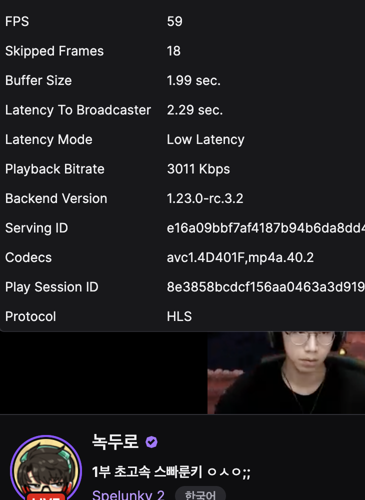 FPS 59
Skipped Frames 18
Buffer Size 1.99 sec.
Latency To Broadcaster 2.29 sec.
Latency Mode Low Latency
Playback Bitrate 3011 Kbps
Backend Version 1.23.0-rc.3.2
Serving ID e16a09bbf7af4187b94b6da8dd4
Codecs avc1.4D401F,mp4a.40.2
Play Session ID 8e3858bcdcf156aa0463a3d919
Protocol HLS
녹두로
1부 초고속 스빠룬키 ㅇㅅㅇ;;
Spelunky 2 한국어